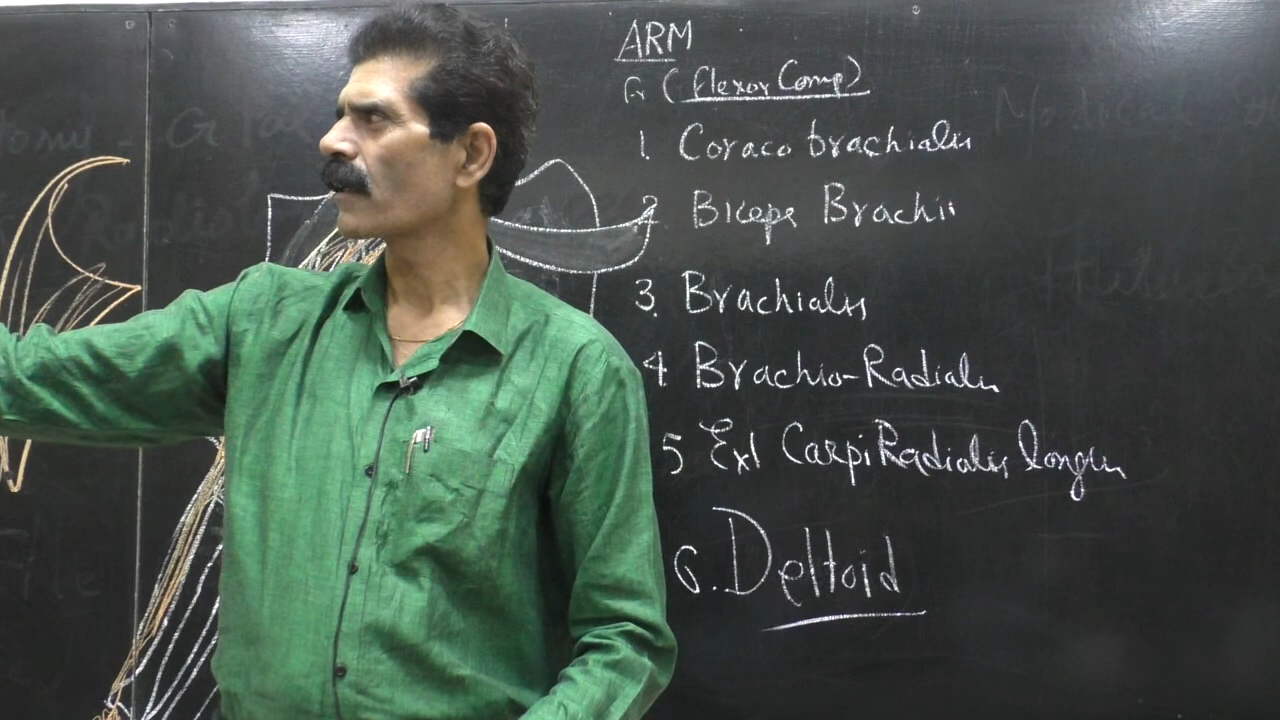 ARM
(flexor Comp)
1. Coraco brachialis
2 Biceps Brachii
3. Brachialis
4. Brachio-Radialis
5 Ext Carpi Radialis longus
6. Deltoid